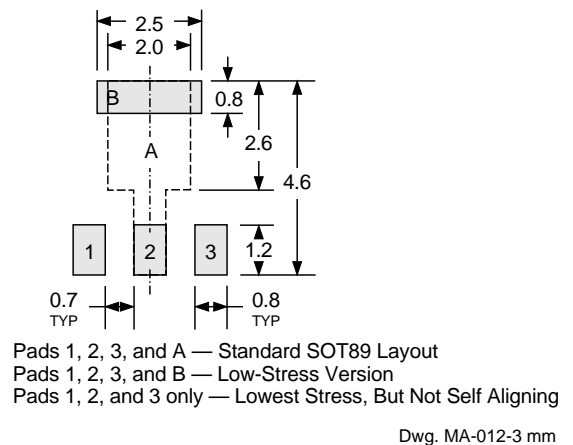 2.5
2.0
B
0.8
A
2.6
4.6
1
2
3
1.2
0.7
TYP
0.8
TYP
Pads 1, 2, 3, and A — Standard SOT89 Layout
Pads 1, 2, 3, and B — Low-Stress Version
Pads 1, 2, and 3 only — Lowest Stress, But Not Self Aligning
Dwg. MA-012-3 mm